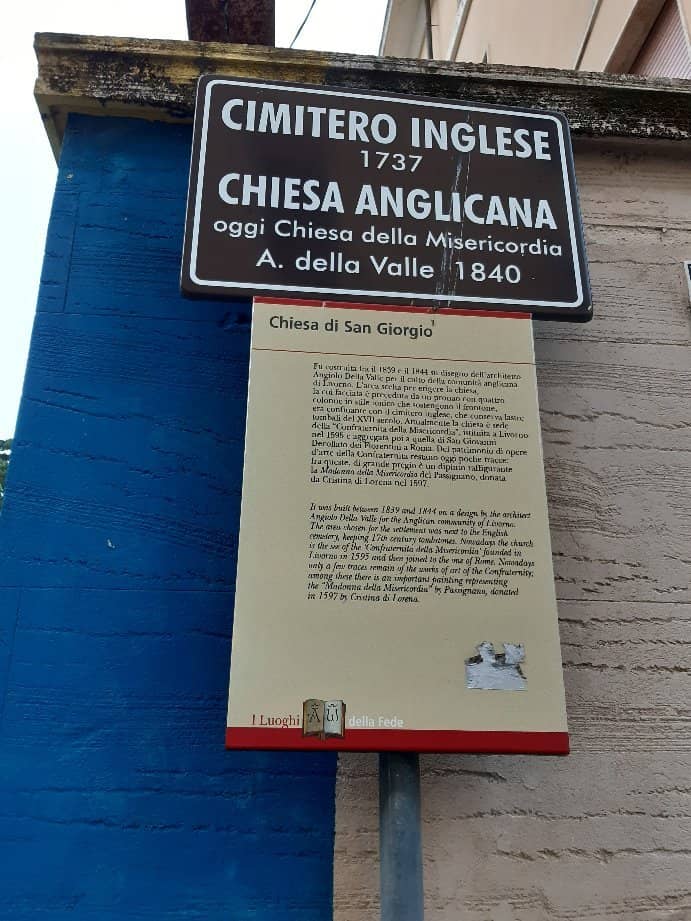 CIMITERO INGLESE
1737
CHIESA ANGLICANA
oggi Chiesa della Misericordia
A. della Valle 1840
Chiesa di San Giorgio¹
Fu costruita fra il 1839 e il 1844 su disegno dell'architetto
Angiolo Della Valle per il culto della comunità anglicana
di Livorno. L'area scelta per erigere la chiesa,
la cui facciata è preceduta da un pronao con quattro
colonne in stile ionico che sostengono il frontone,
era confinante con il cimitero inglese, che conserva lastre
tombali del XVII secolo. Attualmente la chiesa è sede
della "Confraternita della Misericordia", istituita a Livorno
nel 1595 e aggregata poi a quella di San Giovanni
Decollato dei Fiorentini a Roma. Del patrimonio di opere
d'arte della Confraternita restano oggi poche tracce:
fra queste, di grande pregio è un dipinto raffigurante
la Madonna della Misericordia del Passignano, donata
da Cristina di Lorena nel 1597.
It was built between 1839 and 1844 on a design by the architect
Angiolo Della Valle for the Anglican community of Livorno.
The area chosen for the settlement was next to the English
cemetery, keeping 17th century tombstones. Nowadays the church
is the see of the "Confraternita della Misericordia" founded in
Livorno in 1595 and then joined to the one of Rome. Nowadays
only a few traces remain of the works of art of the Confraternity;
among these there is an important painting representing
the "Madonna della Misericordia" by Passignano, donated
in 1597 by Cristina di Lorena.
I Luoghi della Fede